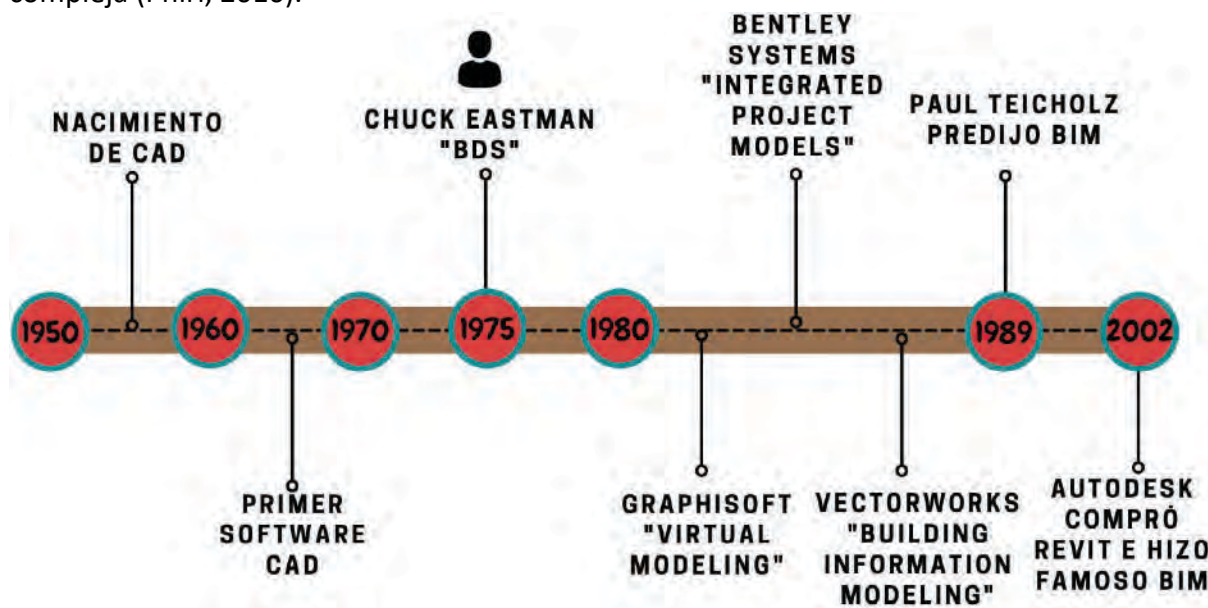 BENTLEY
SYSTEMS
"INTEGRATED
PROJECT
MODELS"
NACIMIENTO
DE CAD
CHUCK EASTMAN
"BDS"
PAUL TEICHOLZ
PREDIJO BIM
1950
1960
1970
1975
1980
1989
2002
PRIMER
SOFTWARE
CAD
GRAPHISOFT
"VIRTUAL
MODELING"
VECTORWORKS
"BUILDING
INFORMATION
MODELING"
AUTODESK
COMPRÓ
REVIT E HIZO
FAMOSO BIM